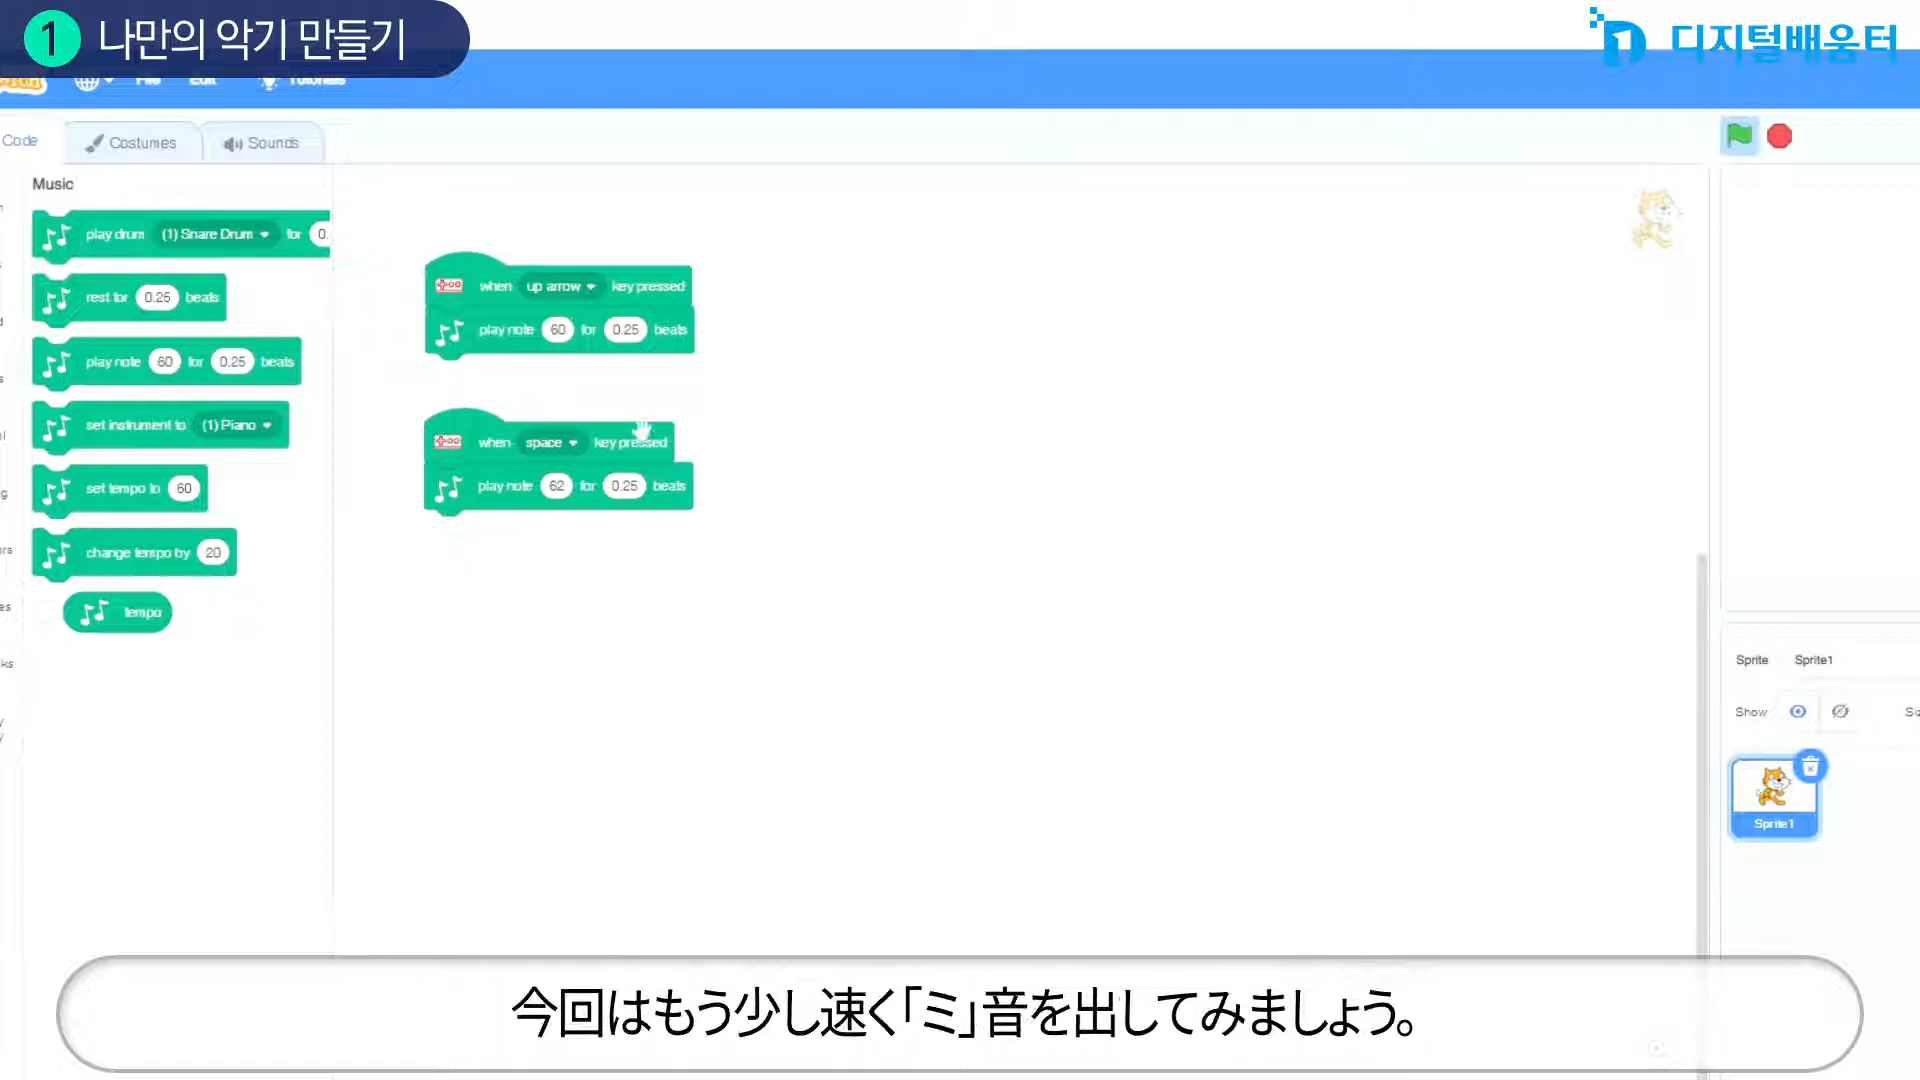 1 나만의 악기 만들기
디지털배움터
File Edit Tutorials
Code Costumes Sounds
Music
play drum (1) Snare Drum for 0.
rest for 0.25 beats
play note 60 for 0.25 beats
set instrument to (1) Piano
set tempo to 60
change tempo by 20
tempo
when up arrow key pressed
play note 60 for 0.25 beats
when space key pressed
play note 62 for 0.25 beats
Sprite Sprite1
Show
Sprite1
今回はもう少し速く「ミ」音を出してみましょう。